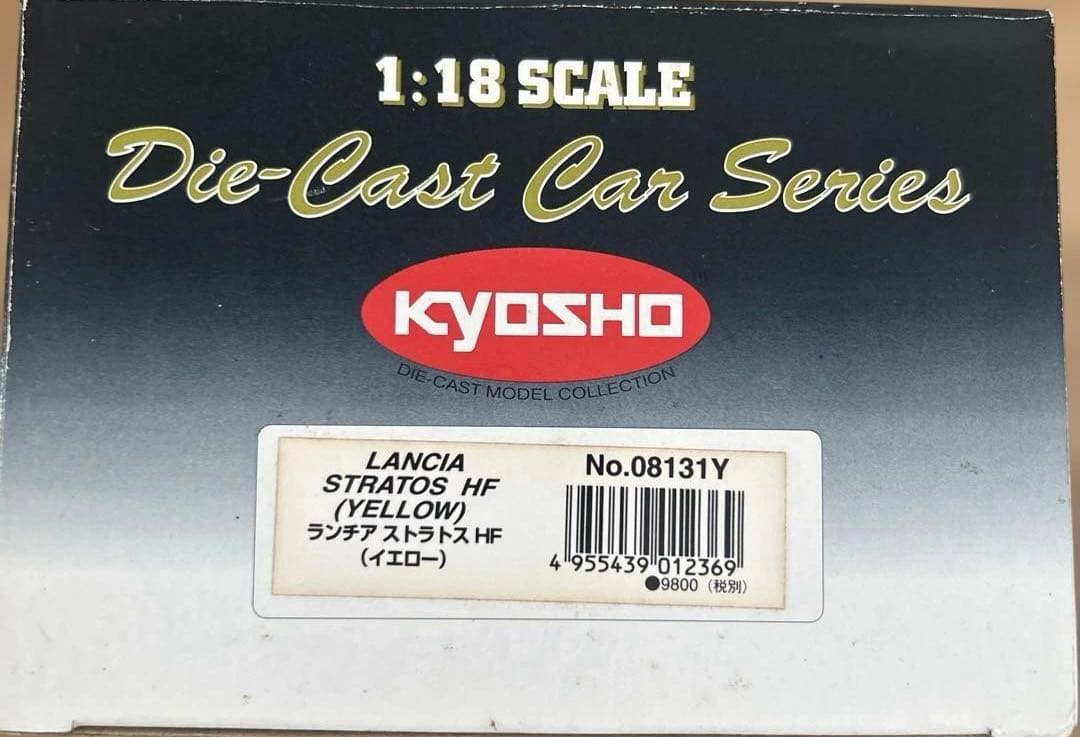 1:18 SCALE
Die-Cast Car Series
KYOSHO
DIE-CAST MODEL COLLECTION
LANCIA
STRATOS HF
(YELLOW)
ランチア ストラトス HF
(イエロー)
No.08131Y
4 955439 012369
●9800 (税別)